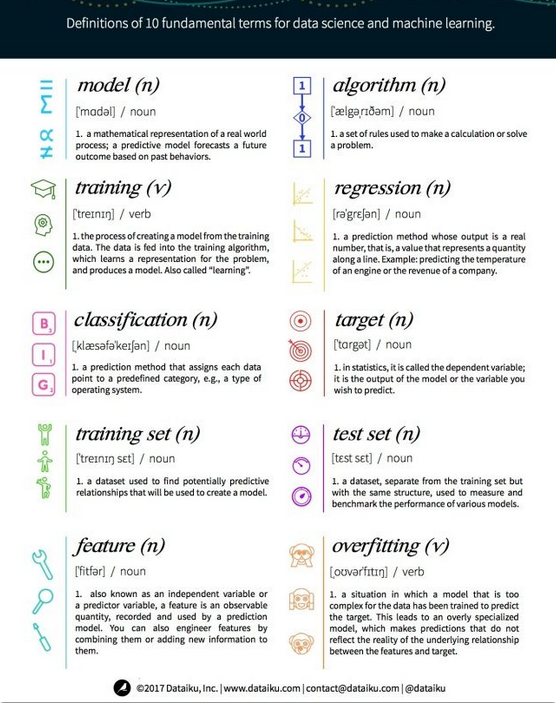 Definitions of 10 fundamental terms for data science and machine learning.
model (n)
['mɑdəl] / noun
1. a mathematical representation of a real world
process; a predictive model forecasts a future
outcome based on past behaviors.
algorithm (n)
['ælgəˌrɪðəm] / noun
1. a set of rules used to make a calculation or solve
a problem.
training (v)
['treɪnɪŋ] / verb
1. the process of creating a model from the training
data. The data is fed into the training algorithm,
which learns a representation for the problem,
and produces a model. Also called “learning”.
regression (n)
[rə'grɛʃən] / noun
1. a prediction method whose output is a real
number, that is, a value that represents a quantity
along a line. Example: predicting the temperature
of an engine or the revenue of a company.
classification (n)
[ˌklæsəfə'keɪʃən] / noun
1. a prediction method that assigns each data
point to a predefined category, e.g., a type of
operating system.
target (n)
['tɑrgət] / noun
1. in statistics, it is called the dependent variable;
it is the output of the model or the variable you
wish to predict.
training set (n)
['treɪnɪŋ sɛt] / noun
1. a dataset used to find potentially predictive
relationships that will be used to create a model.
test set (n)
[tɛst sɛt] / noun
1. a dataset, separate from the training set but
with the same structure, used to measure and
benchmark the performance of various models.
feature (n)
['fitʃər] / noun
1. also known as an independent variable or
a predictor variable, a feature is an observable
quantity, recorded and used by a prediction
model. You can also engineer features by
combining them or adding new information to
them.
overfitting (v)
[ˌoʊvər'fɪtɪŋ] / verb
1. a situation in which a model that is too
complex for the data has been trained to predict
the target. This leads to an overly specialized
model, which makes predictions that do not
reflect the reality of the underlying relationship
between the features and target.
1
0
1
B
I
G
©2017 Dataiku, Inc. | www.dataiku.com | contact@dataiku.com | @dataiku